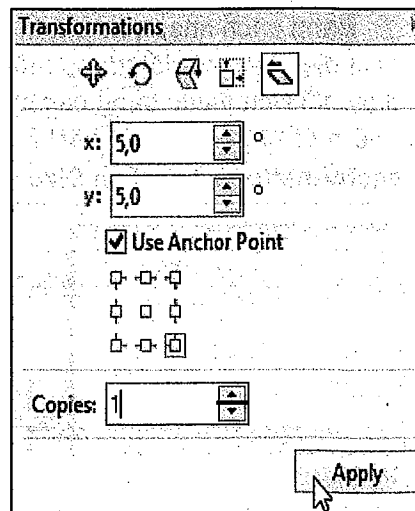 Transformations
x: 5,0 °
y: 5,0 °
Use Anchor Point
Copies: 1
Apply